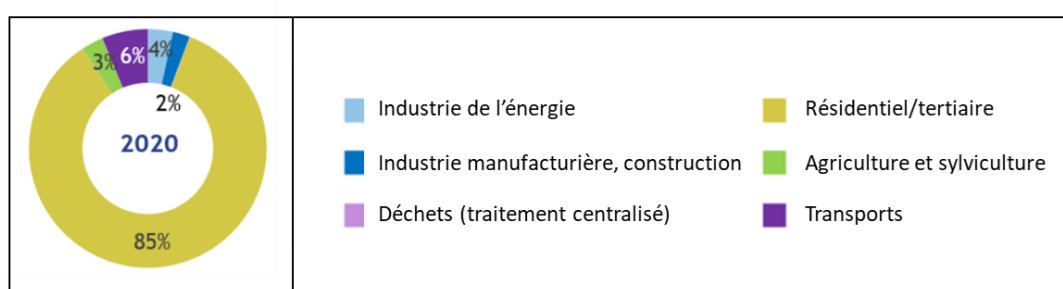 3% 6% 4%
2%
2020
85%
Industrie de l’énergie
Industrie manufacturière, construction
Déchets (traitement centralisé)
Résidentiel/tertiaire
Agriculture et sylviculture
Transports